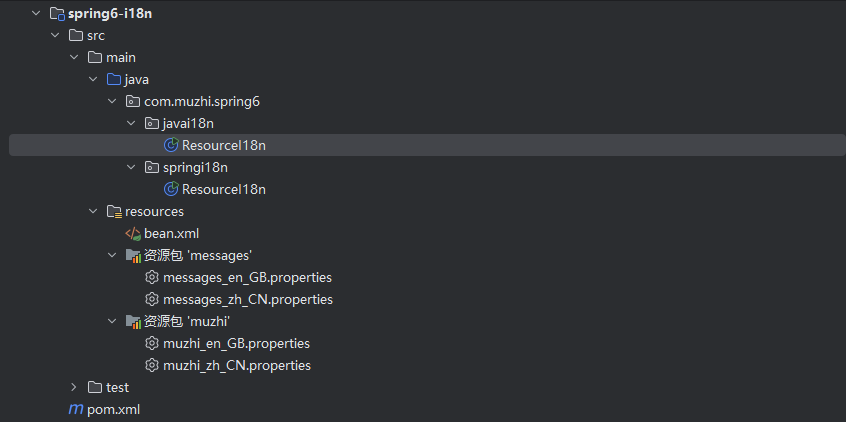 spring6-i18n
src
main
java
com.muzhi.spring6
javai18n
ResourceI18n
springi18n
ResourceI18n
resources
bean.xml
资源包 'messages'
messages_en_GB.properties
messages_zh_CN.properties
资源包 'muzhi'
muzhi_en_GB.properties
muzhi_zh_CN.properties
test
pom.xml